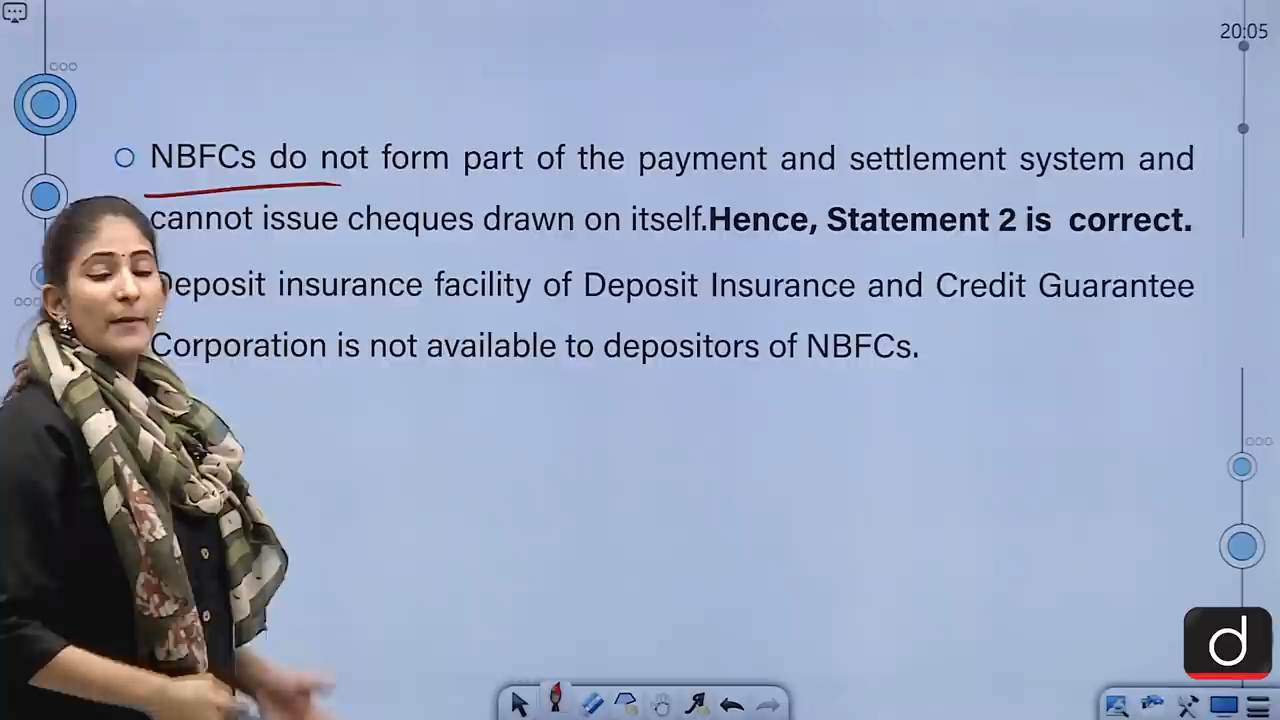 20:05
NBFCs do not form part of the payment and settlement system and
cannot issue cheques drawn on itself.Hence, Statement 2 is correct.
Deposit insurance facility of Deposit Insurance and Credit Guarantee
Corporation is not available to depositors of NBFCs.
d